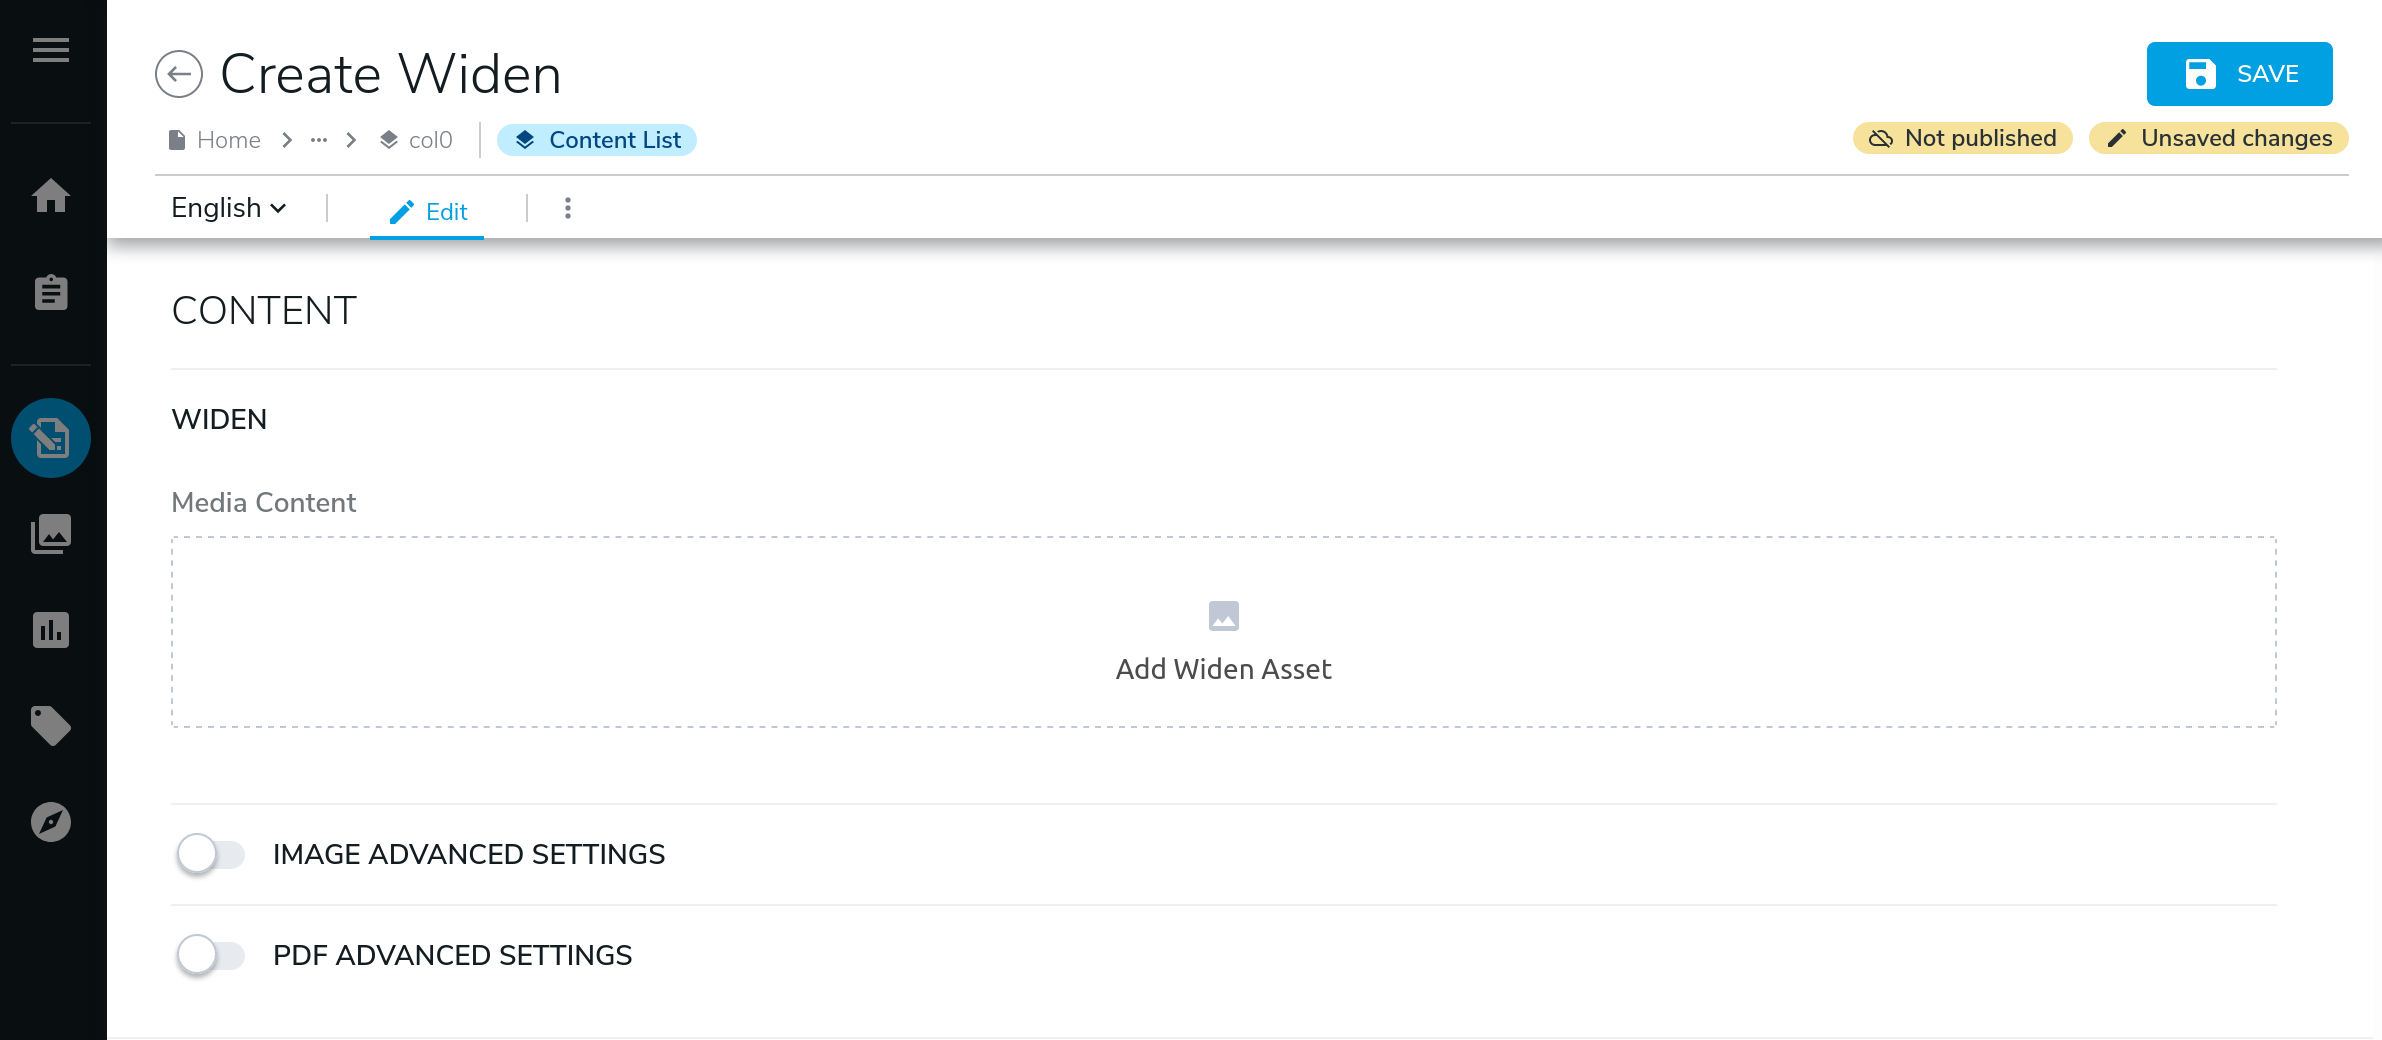 Create Widen
SAVE
Home ... col0 Content List
Not published Unsaved changes
English Edit
CONTENT
WIDEN
Media Content
Add Widen Asset
IMAGE ADVANCED SETTINGS
PDF ADVANCED SETTINGS